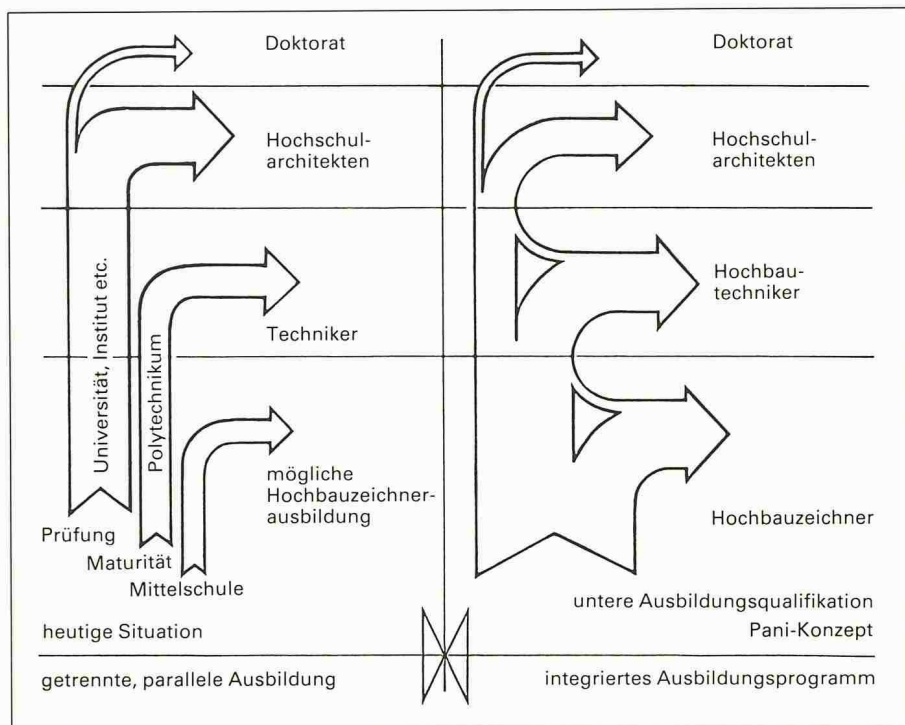 Doktorat
Hochschul-
architekten
Universität, Institut etc.
Polytechnikum
Techniker
mögliche
Hochbauzeichner-
ausbildung
Prüfung
Maturität
Mittelschule
heutige Situation
getrennte, parallele Ausbildung
Doktorat
Hochschul-
architekten
Hochbau-
techniker
Hochbauzeichner
untere Ausbildungsqualifikation
Pani-Konzept
integriertes Ausbildungsprogramm